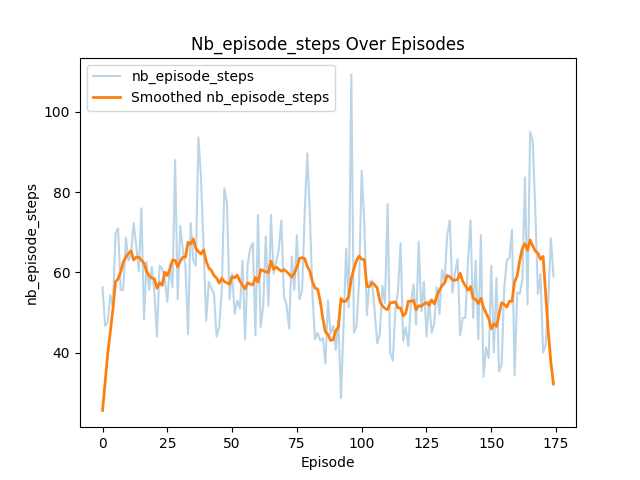 Nb_episode_steps Over Episodes
nb_episode_steps
Smoothed nb_episode_steps
100
80
60
40
nb_episode_steps
0
25
50
75
100
125
150
175
Episode